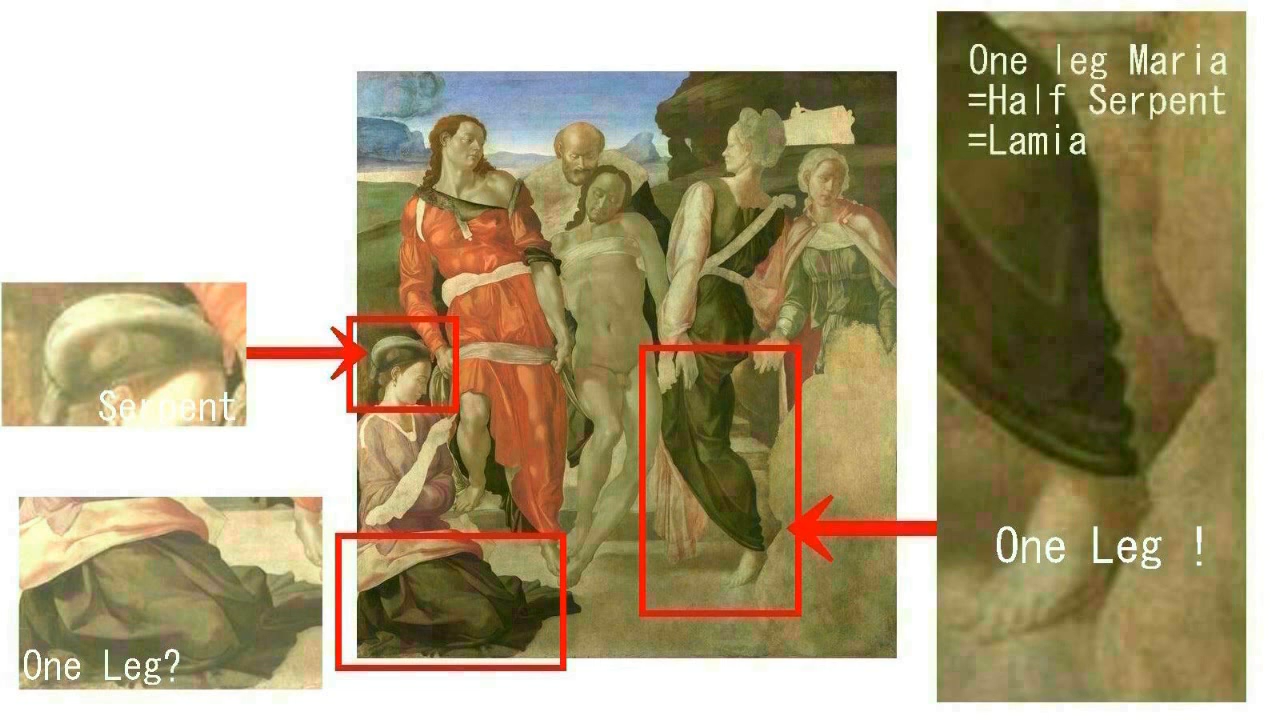 Serpent
One Leg?
One leg Maria
=Half Serpent
=Lamia
One Leg !